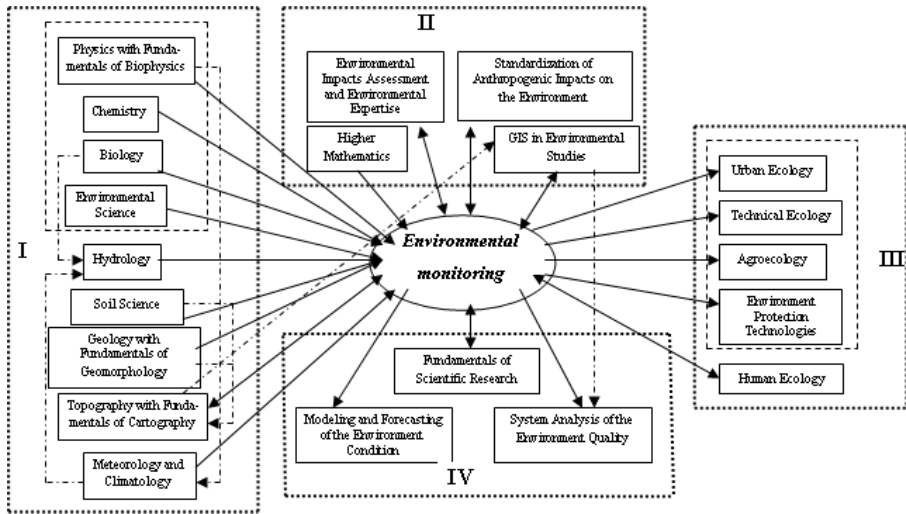 I
Physics with Funda-
mentals of Biophysics
Chemistry
Biology
Environmental
Science
Hydrology
Soil Science
Geology with
Fundamentals of
Geomorphology
Topography with Funda-
mentals of Cartography
Meteorology and
Climatology
II
Environmental
Impacts Assessment
and Environmental
Expertise
Standardization of
Anthropogenic Impacts on
the Environment
Higher
Mathematics
GIS in Environmental
Studies
Environmental
monitoring
III
Urban Ecology
Technical Ecology
Agroecology
Environment
Protection
Technologies
Human Ecology
Fundamentals of
Scientific Research
Modeling and Forecasting
of the Environment
Condition
System Analysis of the
Environment Quality
IV